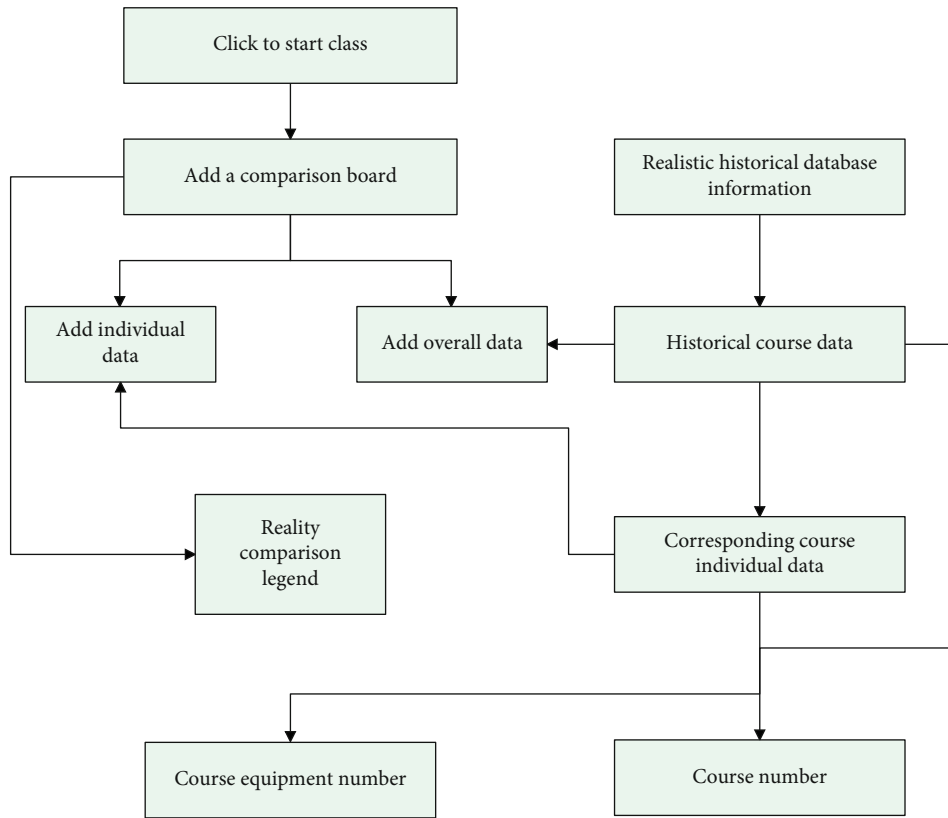 Click to start class
Add a comparison board
Realistic historical database
information
Add individual
data
Add overall data
Historical course data
Reality
comparison
legend
Corresponding course
individual data
Course equipment number
Course number